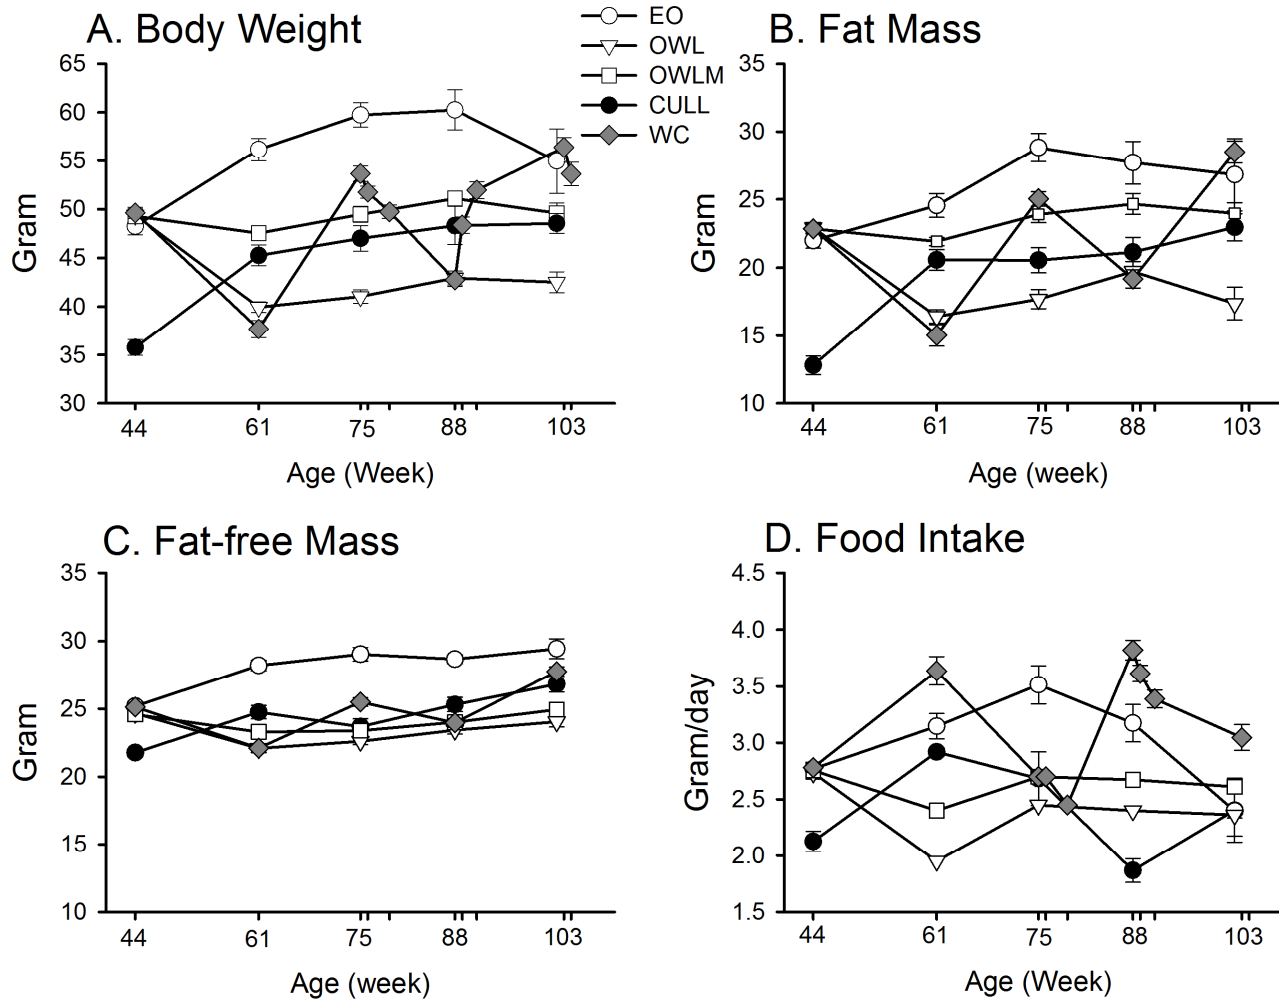 A. Body Weight
EO
OWL
OWLM
CULL
WC
B. Fat Mass
65
60
55
50
45
40
35
30
Gram
44 61 75 88 103
Age (Week)
35
30
25
20
15
10
Gram
44 61 75 88 103
Age (week)
C. Fat-free Mass
35
30
25
20
15
10
Gram
44 61 75 88 103
Age (week)
D. Food Intake
4.5
4.0
3.5
3.0
2.5
2.0
1.5
Gram/day
44 61 75 88 103
Age (Week)